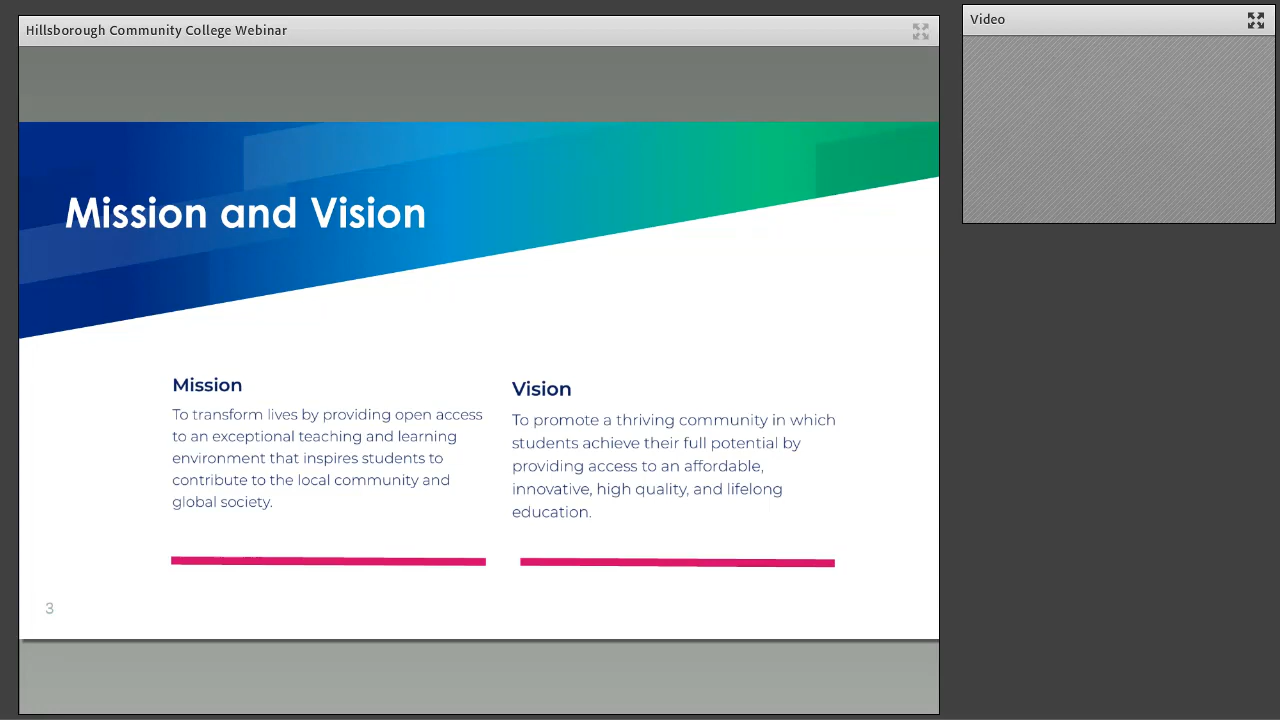 Hillsborough Community College Webinar
Video
Mission and Vision
Mission
To transform lives by providing open access
to an exceptional teaching and learning
environment that inspires students to
contribute to the local community and
global society.
Vision
To promote a thriving community in which
students achieve their full potential by
providing access to an affordable,
innovative, high quality, and lifelong
education.
3